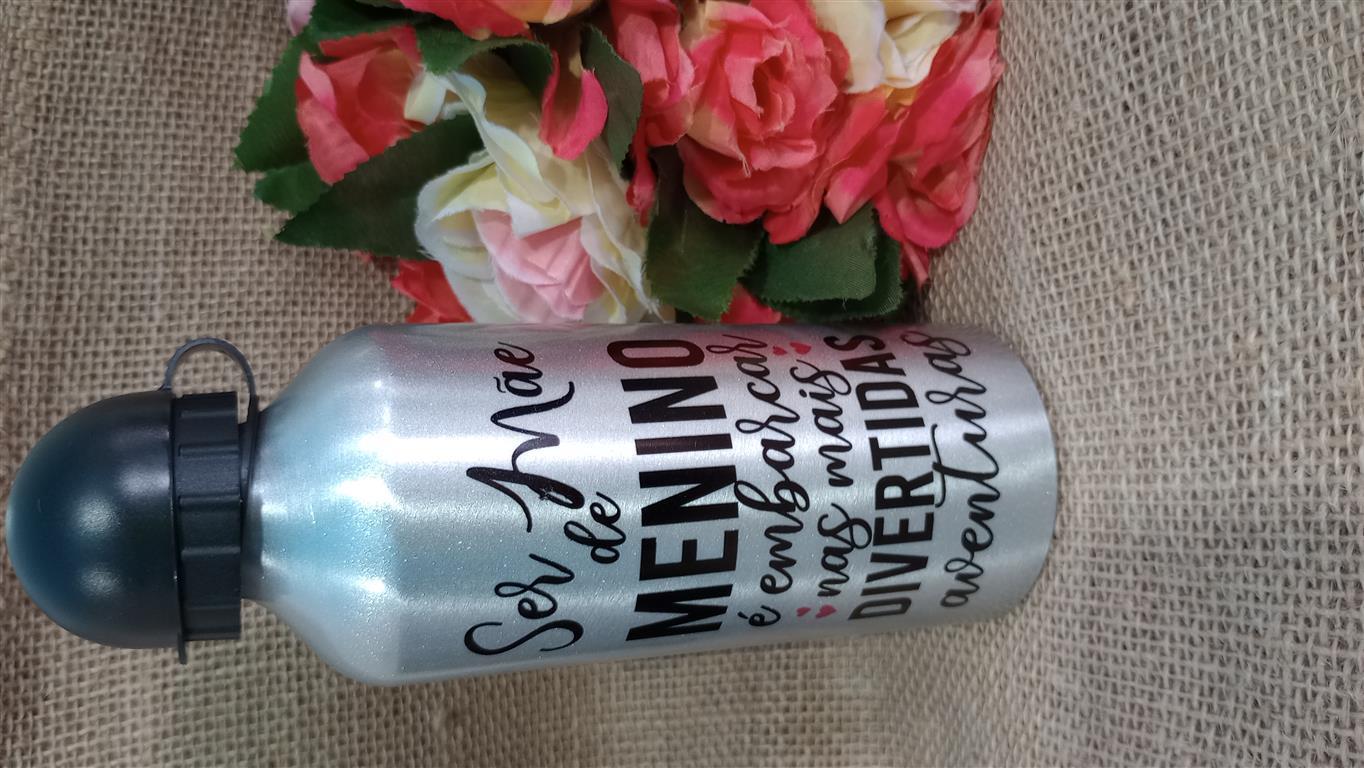 Ser Mãe
de
MENINO
é embarcar
nas mais
DIVERTIDAS
aventuras